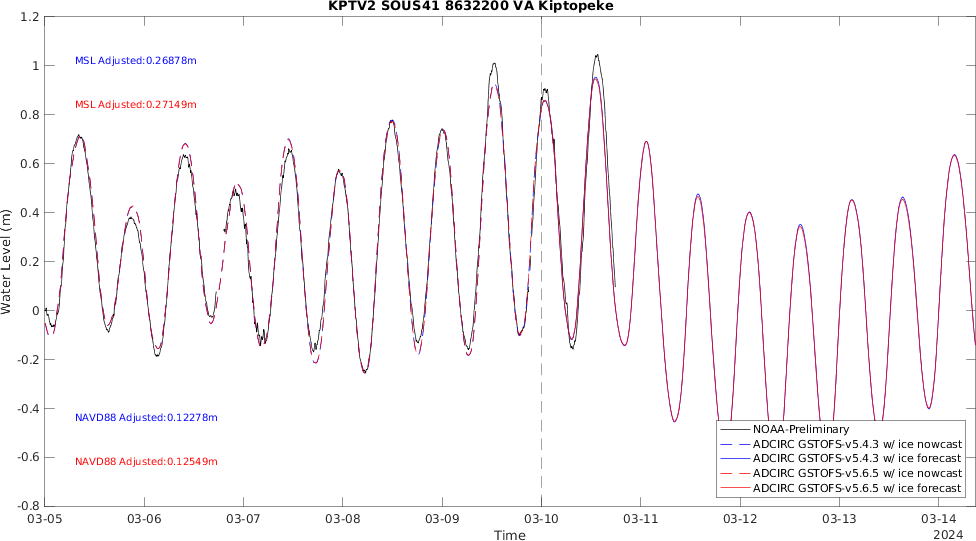 KPTV2 SOUS41 8632200 VA Kiptopeke
1.2
1
0.8
0.6
0.4
0.2
0
-0.2
-0.4
-0.6
-0.8
Water Level (m)
MSL Adjusted:0.26878m
MSL Adjusted:0.27149m
NAVD88 Adjusted:0.12278m
NAVD88 Adjusted:0.12549m
NOAA-Preliminary
ADCIRC GSTOFS-v5.4.3 w/ ice nowcast
ADCIRC GSTOFS-v5.4.3 w/ ice forecast
ADCIRC GSTOFS-v5.6.5 w/ ice nowcast
ADCIRC GSTOFS-v5.6.5 w/ ice forecast
03-05 03-06 03-07 03-08 03-09 03-10 03-11 03-12 03-13 03-14
Time
2024